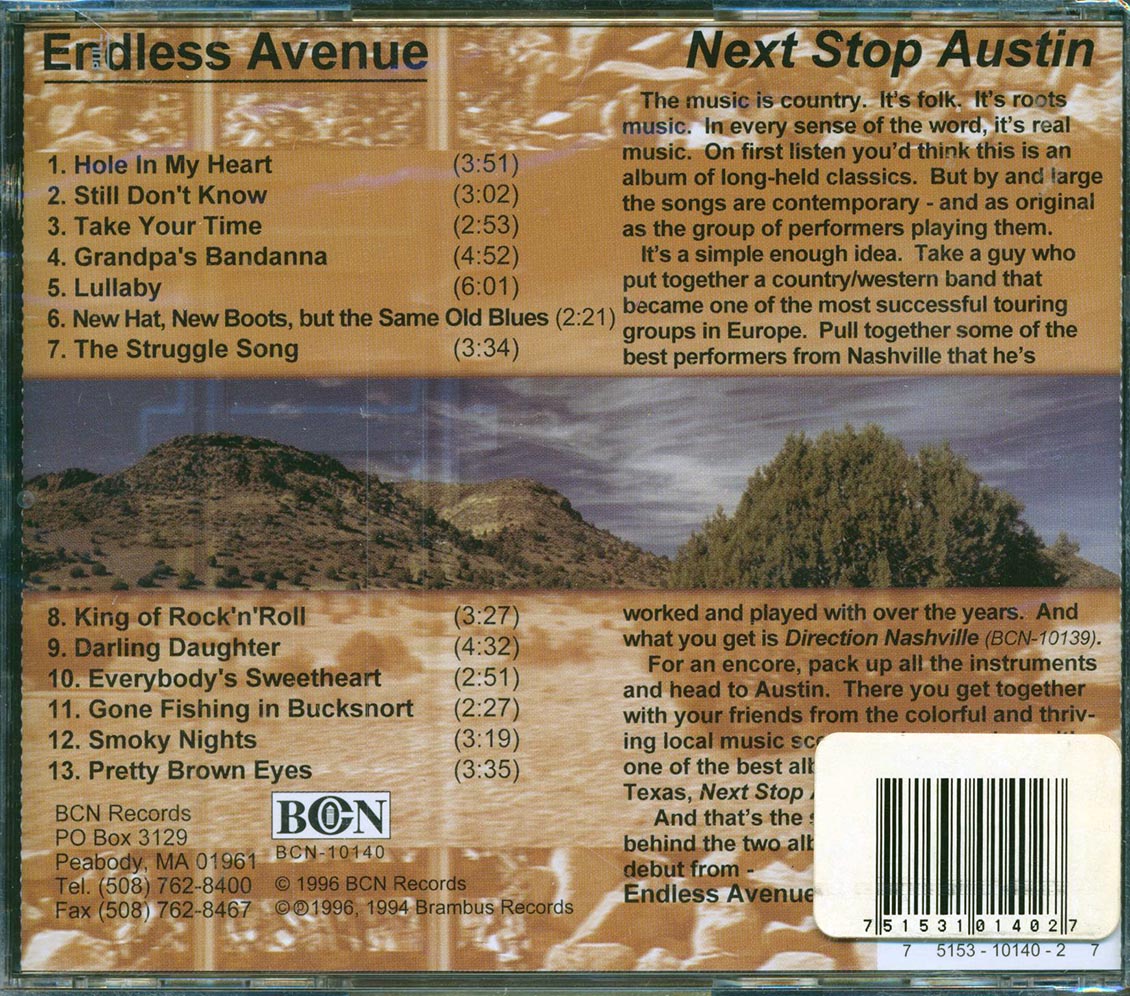 Endless Avenue
1. Hole In My Heart (3:51)
2. Still Don't Know (3:02)
3. Take Your Time (2:53)
4. Grandpa's Bandanna (4:52)
5. Lullaby (6:01)
6. New Hat, New Boots, but the Same Old Blues (2:21)
7. The Struggle Song (3:34)
8. King of Rock'n'Roll (3:27)
9. Darling Daughter (4:32)
10. Everybody's Sweetheart (2:51)
11. Gone Fishing in Bucksnort (2:27)
12. Smoky Nights (3:19)
13. Pretty Brown Eyes (3:35)
BCN Records
PO Box 3129
Peabody, MA 01961
Tel. (508) 762-8400
Fax (508) 762-8467
BCN
BCN-10140
© 1996 BCN Records
©℗1996, 1994 Brambus Records
Next Stop Austin
The music is country. It's folk. It's roots
music. In every sense of the word, it's real
music. On first listen you'd think this is an
album of long-held classics. But by and large
the songs are contemporary - and as original
as the group of performers playing them.
It's a simple enough idea. Take a guy who
put together a country/western band that
became one of the most successful touring
groups in Europe. Pull together some of the
best performers from Nashville that he's
worked and played with over the years. And
what you get is Direction Nashville (BCN-10139).
For an encore, pack up all the instruments
and head to Austin. There you get together
with your friends from the colorful and thriv-
ing local music
one of the best
Texas, Next Stop
And that's the
behind the two
debut from -
Endless Avenue
7 51531 01402 7
7 5153 - 10140 - 2 7